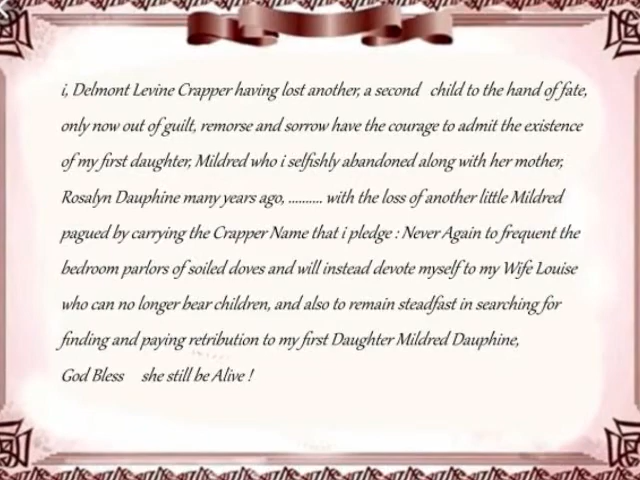 i, Delmont Levine Crapper having lost another, a second child to the hand of fate,
only now out of guilt, remorse and sorrow have the courage to admit the existence
of my first daughter, Mildred who i selfishly abandoned along with her mother,
Rosalyn Dauphine many years ago, .......... with the loss of another little Mildred
pagued by carrying the Crapper Name that i pledge : Never Again to frequent the
bedroom parlors of soiled doves and will instead devote myself to my Wife Louise
who can no longer bear children, and also to remain steadfast in searching for
finding and paying retribution to my first Daughter Mildred Dauphine,
God Bless she still be Alive !